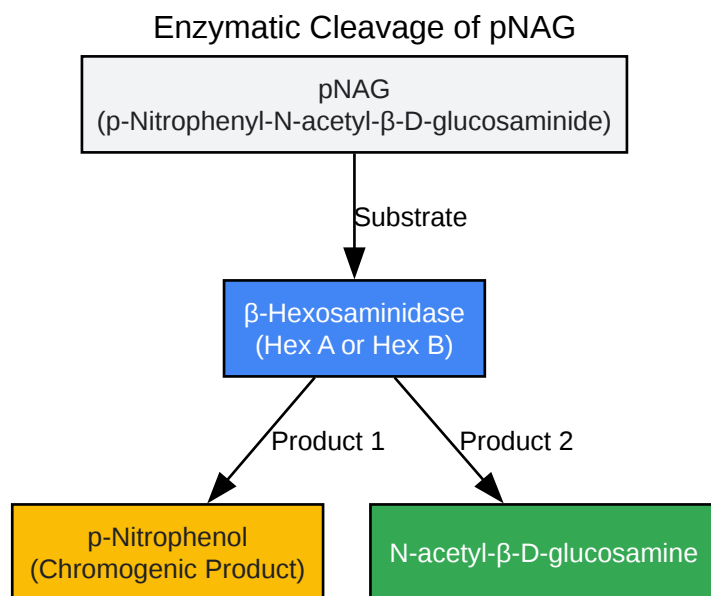 Enzymatic Cleavage of pNAG
pNAG
(p-Nitrophenyl-N-acetyl-β-D-glucosaminide)
Substrate
β-Hexosaminidase
(Hex A or Hex B)
Product 1
Product 2
p-Nitrophenol
(Chromogenic Product)
N-acetyl-β-D-glucosamine